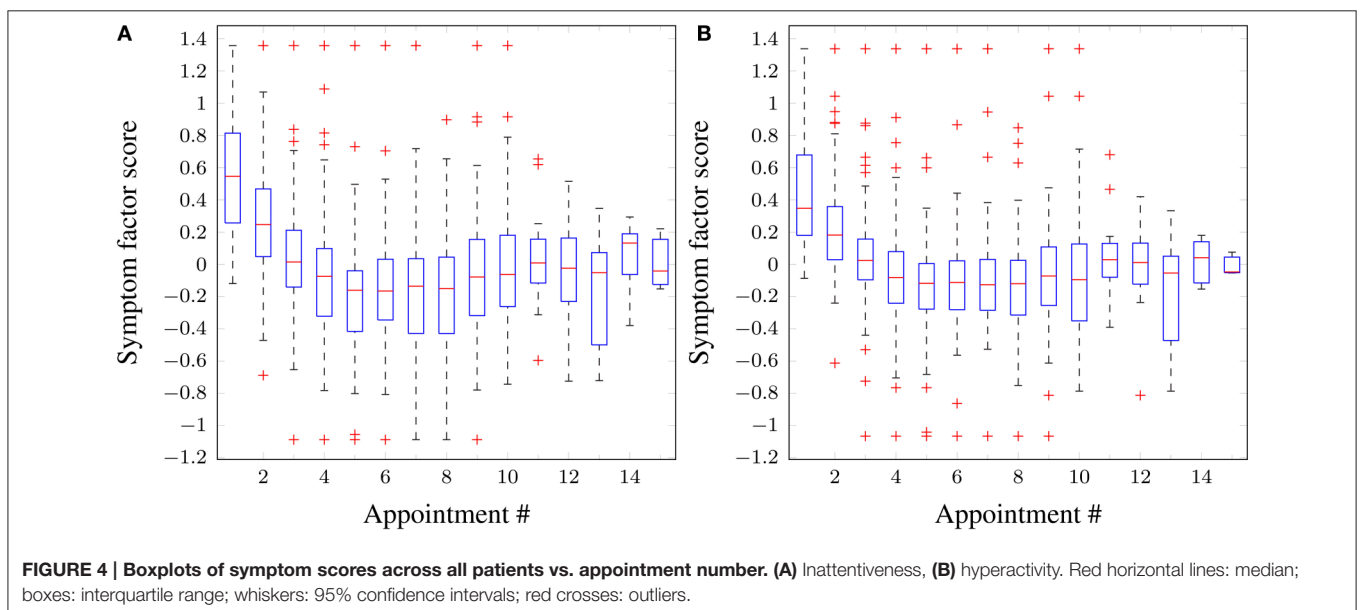 A
B
1.4
1.2
1
0.8
0.6
0.4
0.2
0
−0.2
−0.4
−0.6
−0.8
−1
−1.2
Symptom factor score
2 4 6 8 10 12 14
Appointment #
1.4
1.2
1
0.8
0.6
0.4
0.2
0
−0.2
−0.4
−0.6
−0.8
−1
−1.2
Symptom factor score
2 4 6 8 10 12 14
Appointment #
FIGURE 4 | Boxplots of symptom scores across all patients vs. appointment number. (A) Inattentiveness, (B) hyperactivity. Red horizontal lines: median;
boxes: interquartile range; whiskers: 95% confidence intervals; red crosses: outliers.